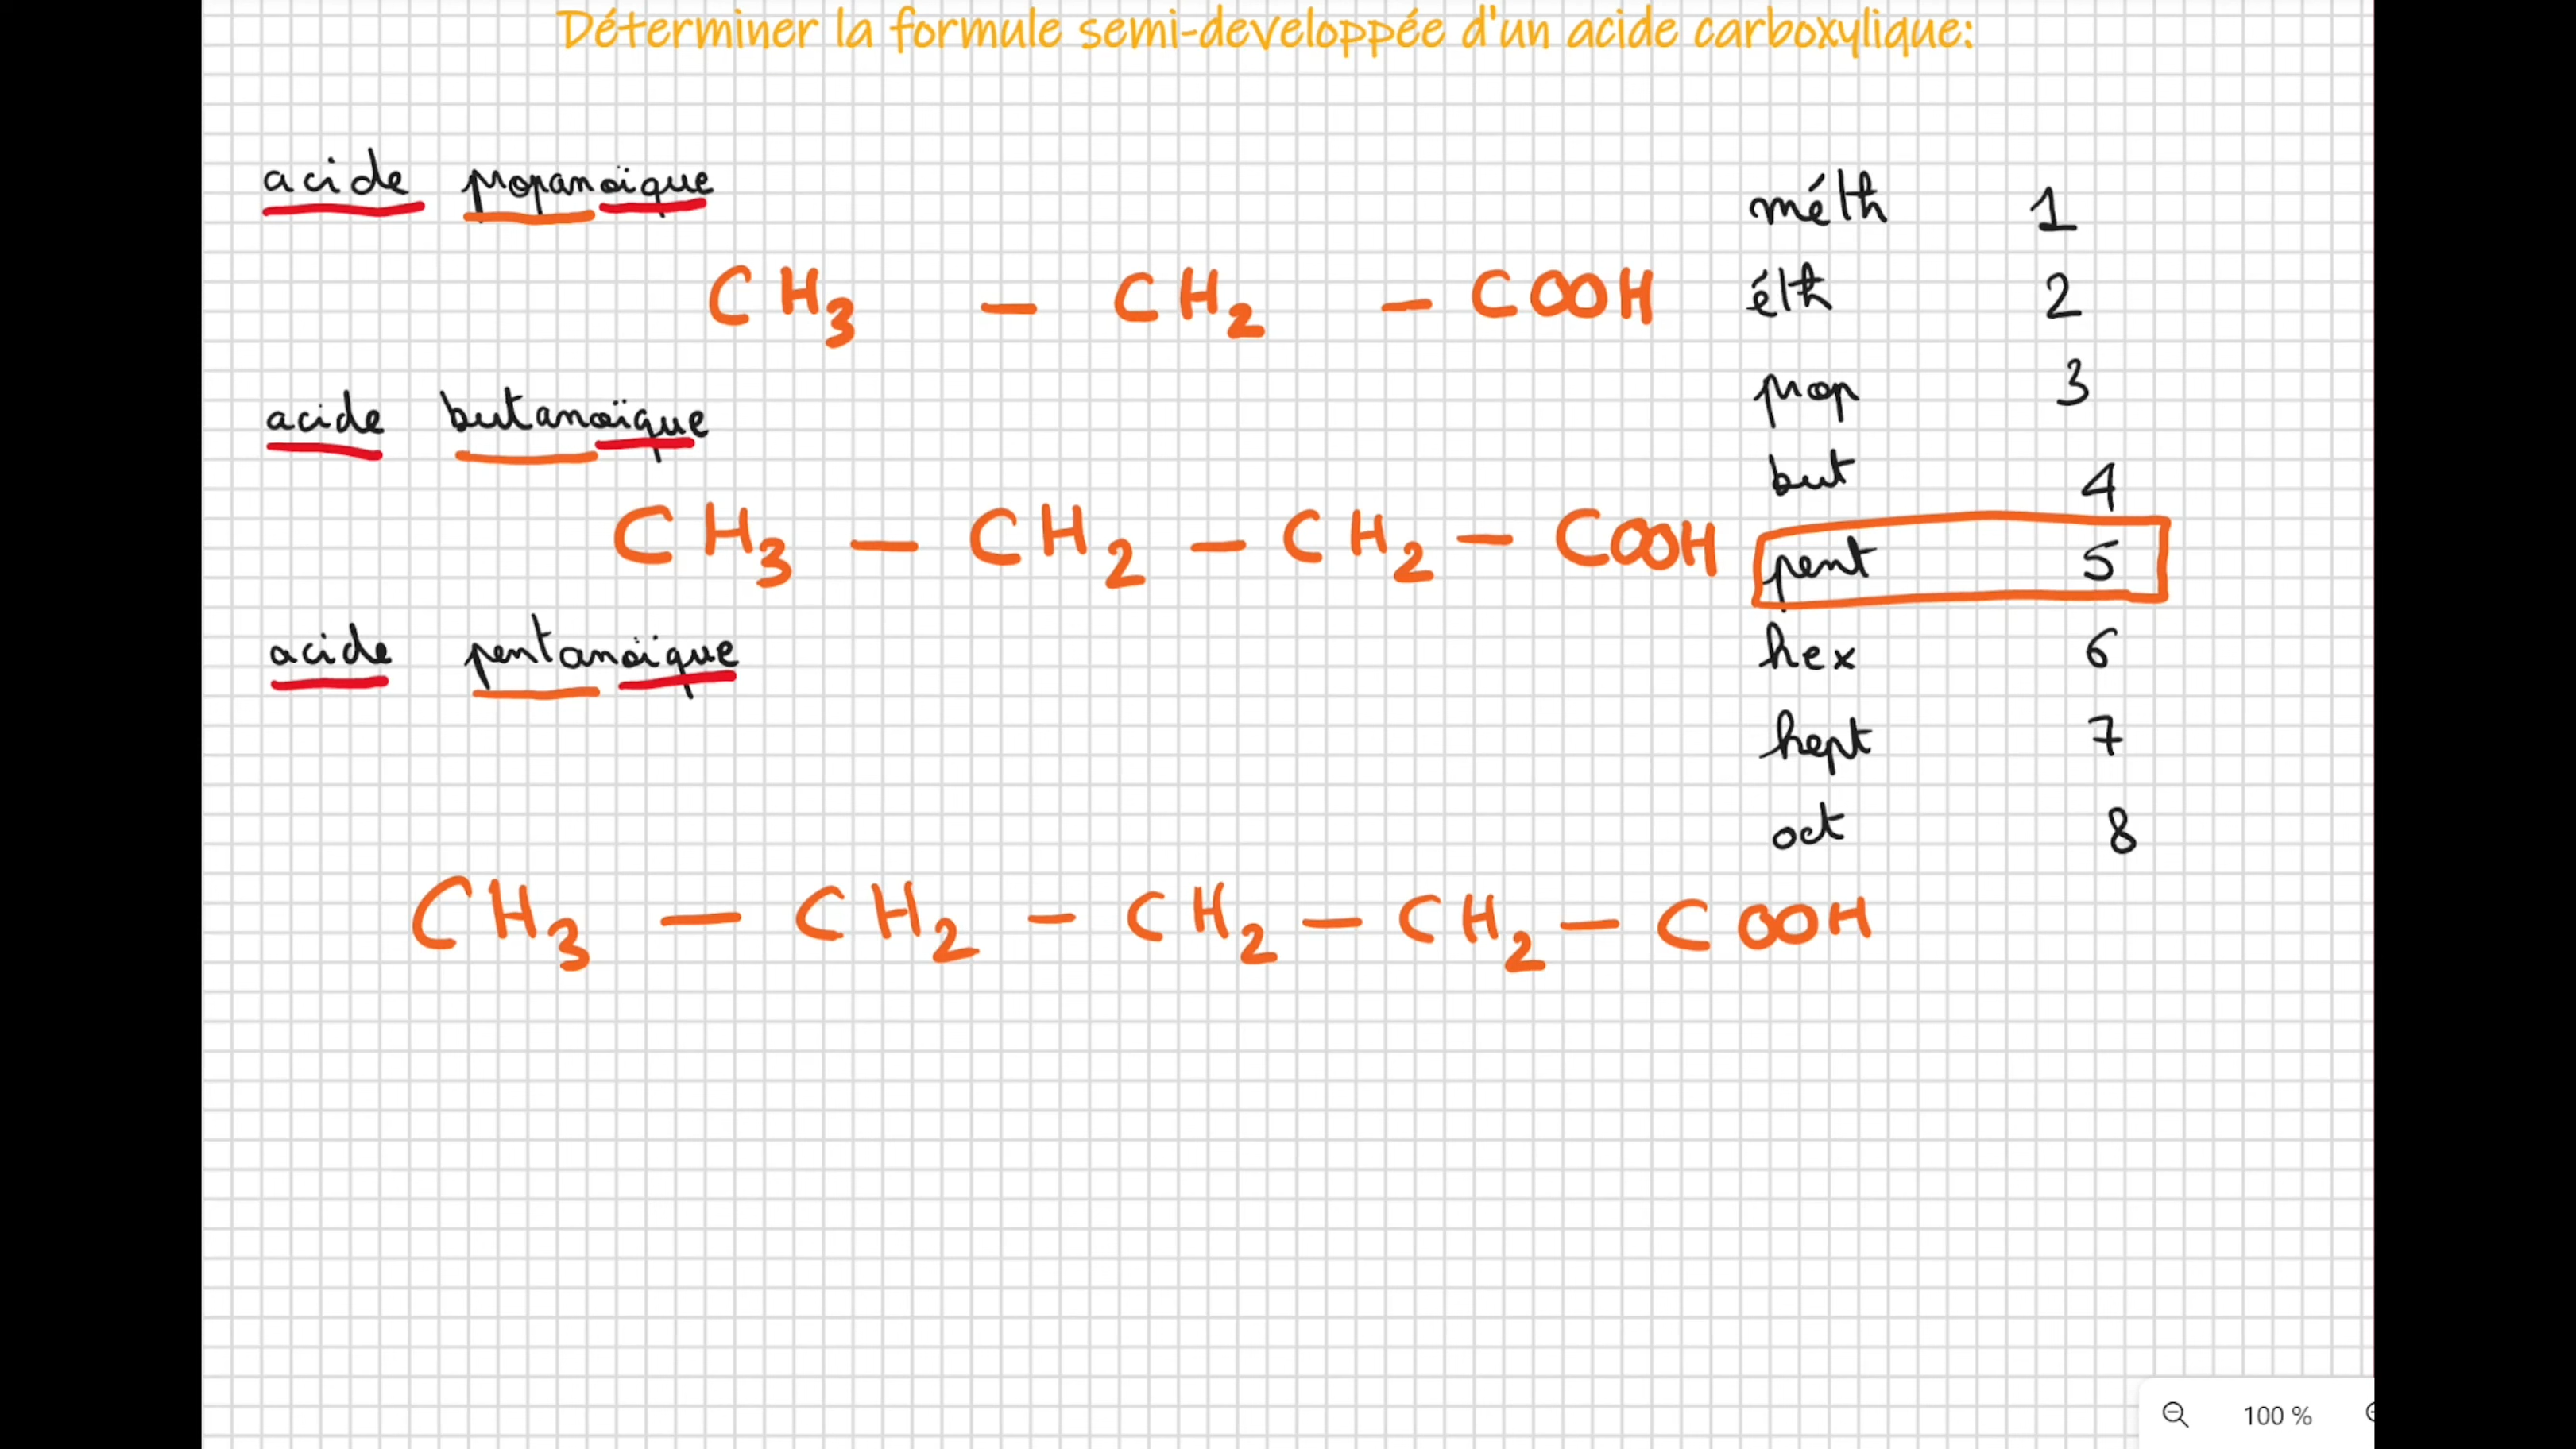 Déterminer la formule semi-developpée d'un acide carboxylique:
acide propanoïque
CH₃ – CH₂ – COOH
acide butanoïque
CH₃ – CH₂ – CH₂ – COOH
acide pentanoïque
CH₃ – CH₂ – CH₂ – CH₂ – COOH
méth 1
éth 2
prop 3
but 4
pent 5
hex 6
hept 7
oct 8
100 %